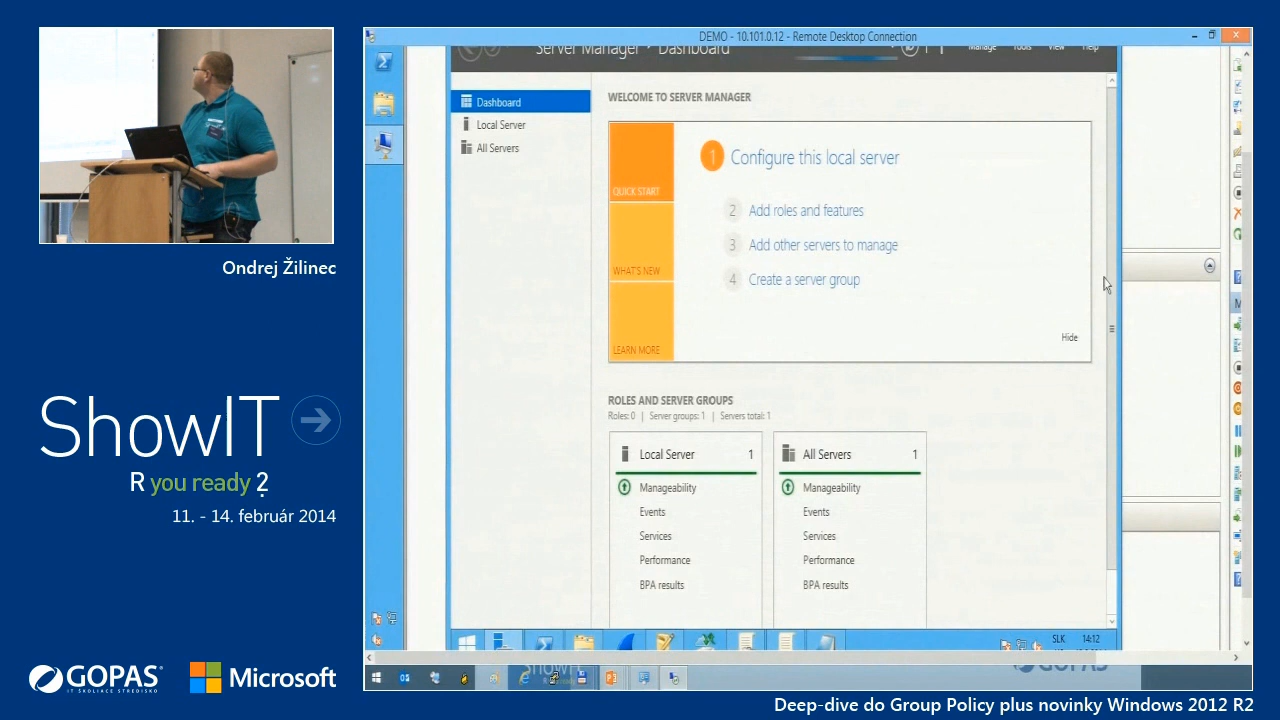 DEMO - 10.101.0.12 - Remote Desktop Connection
Server Manager · Dashboard
Manage Tools View Help
Dashboard
Local Server
All Servers
WELCOME TO SERVER MANAGER
QUICK START
WHAT'S NEW
LEARN MORE
1 Configure this local server
2 Add roles and features
3 Add other servers to manage
4 Create a server group
Hide
ROLES AND SERVER GROUPS
Roles: 0 | Server groups: 1 | Servers total: 1
Local Server 1
Manageability
Events
Services
Performance
BPA results
All Servers 1
Manageability
Events
Services
Performance
BPA results
SLK 14:12
ShowIT
GOPAS
Ondrej Žilinec
ShowIT
R you ready ?
11. - 14. február 2014
GOPAS
IT ŠKOLIACE STREDISKO
Microsoft
Deep-dive do Group Policy plus novinky Windows 2012 R2